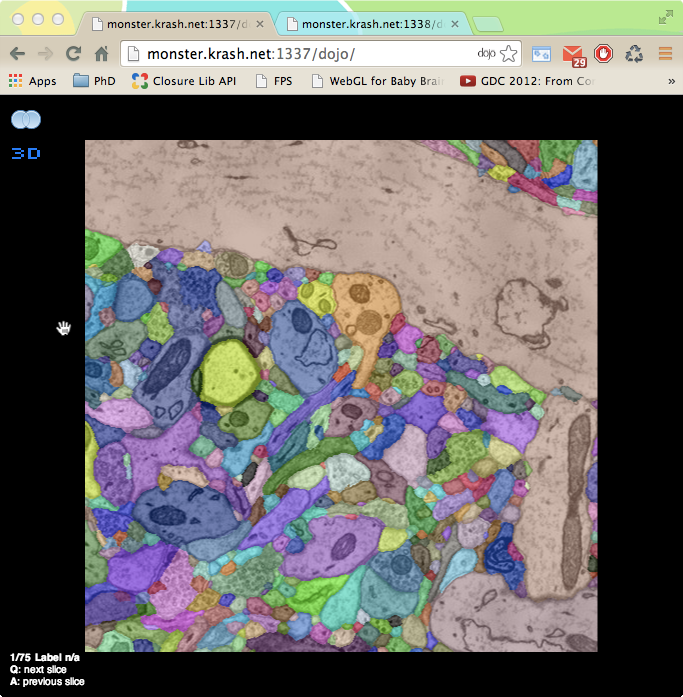 monster.krash.net:1337/do
monster.krash.net:1338/d
monster.krash.net:1337/dojo/
dojo
29
Apps
PhD
Closure Lib API
FPS
WebGL for Baby Brai
GDC 2012: From Co
»
3D
1/75 Label n/a
Q: next slice
A: previous slice